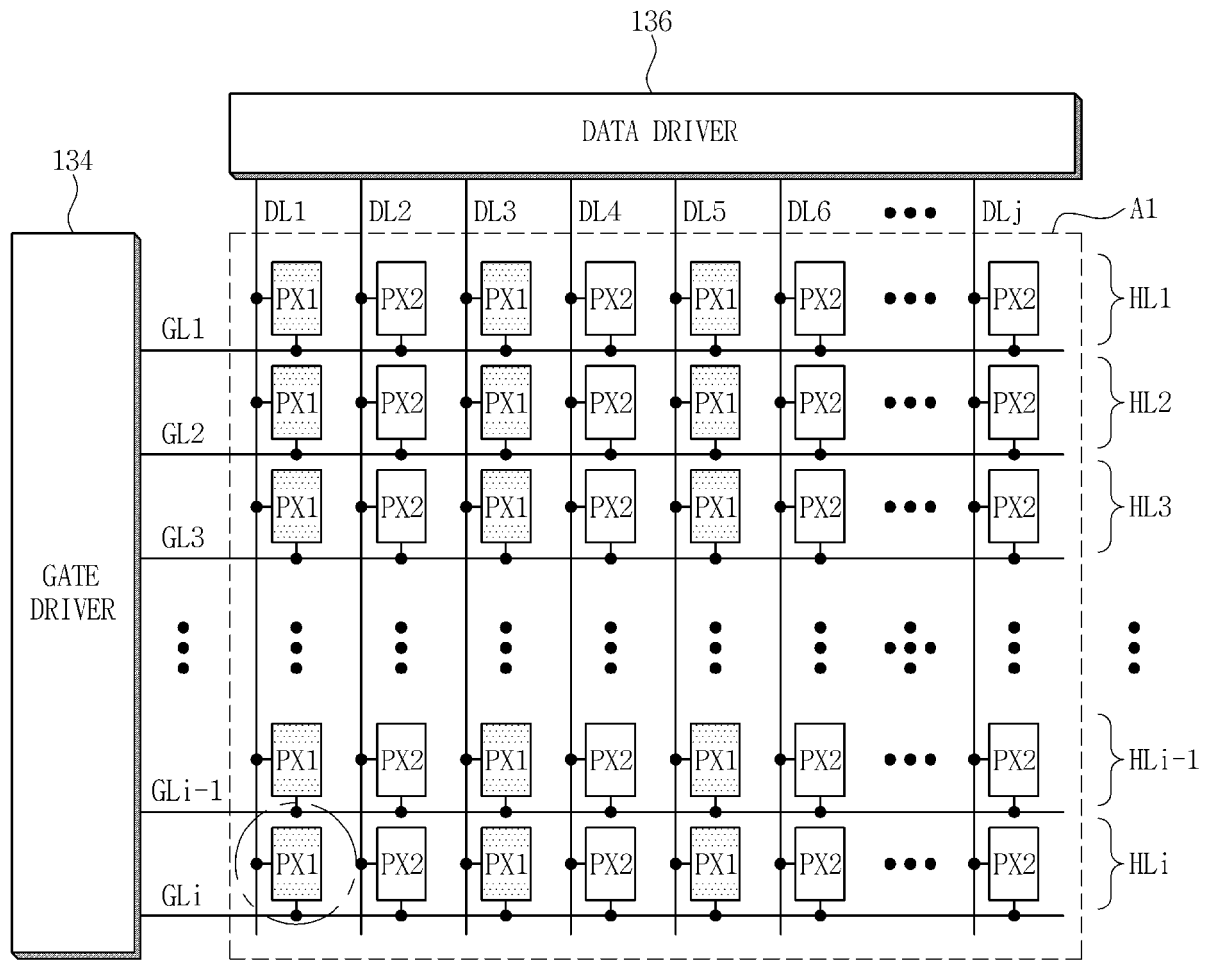 136
DATA DRIVER
134
DL1 DL2 DL3 DL4 DL5 DL6 DLj
A1
PX1 PX2 PX1 PX2 PX1 PX2 PX2 HL1
GL1
PX1 PX2 PX1 PX2 PX1 PX2 PX2 HL2
GL2
PX1 PX2 PX1 PX2 PX1 PX2 PX2 HL3
GL3
GATE
DRIVER
PX1 PX2 PX1 PX2 PX1 PX2 PX2 HLi-1
GLi-1
PX1 PX2 PX1 PX2 PX1 PX2 PX2 HLi
GLi